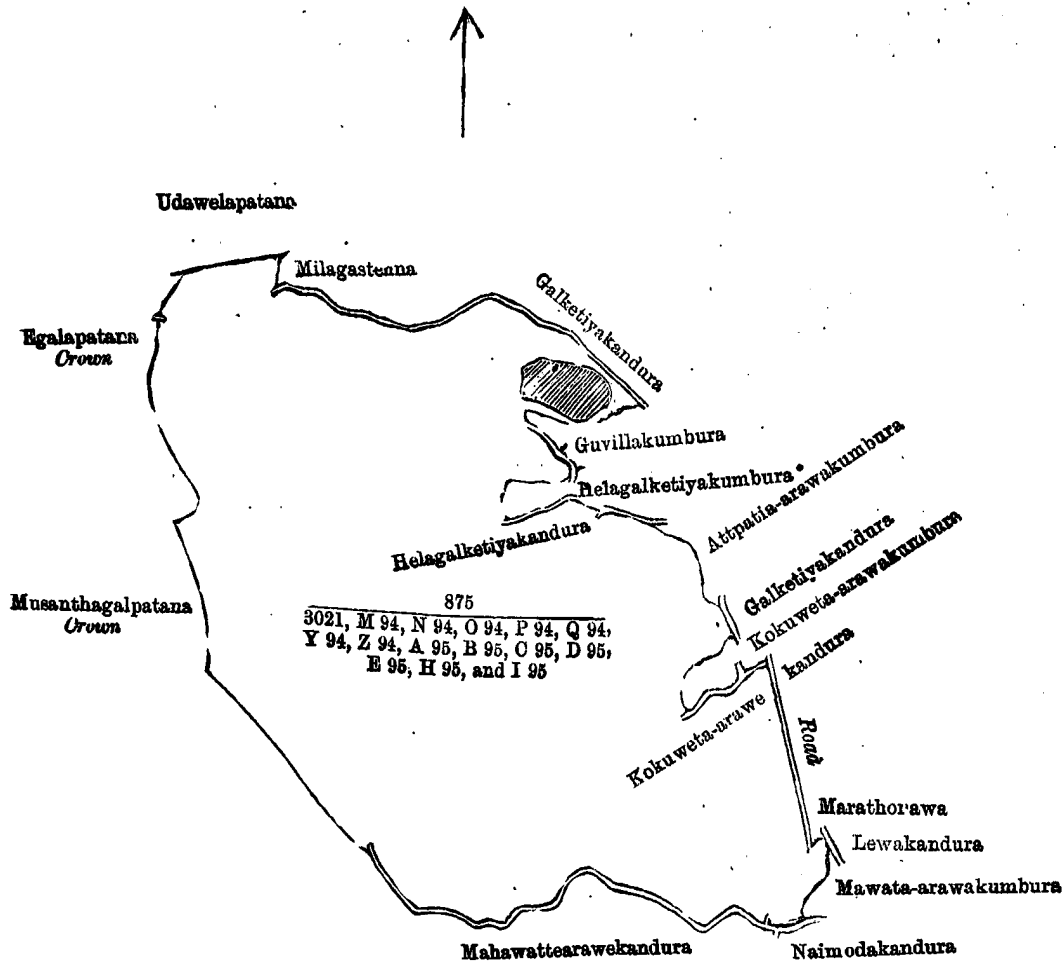 Udawelapatana
Milagastenna
Galketiyakandura
Egalapatana
Crown
Guvillakumbura
Helagalketiyakumbura
Attpatia-arawakumbura
Helagalketiyakandura
Galketiyakandura
Kokuweta-arawakumbura
Musanthagalpatana
Crown
875
3021, M 94, N 94, O 94, P 94, Q 94,
Y 94, Z 94, A 95, B 95, C 95, D 95,
E 95, H 95, and I 95
Kokuweta-arawe kandura
Road
Marathorawa
Lewakandura
Mawata-arawakumbura
Mahawattearawekandura
Naimodakandura